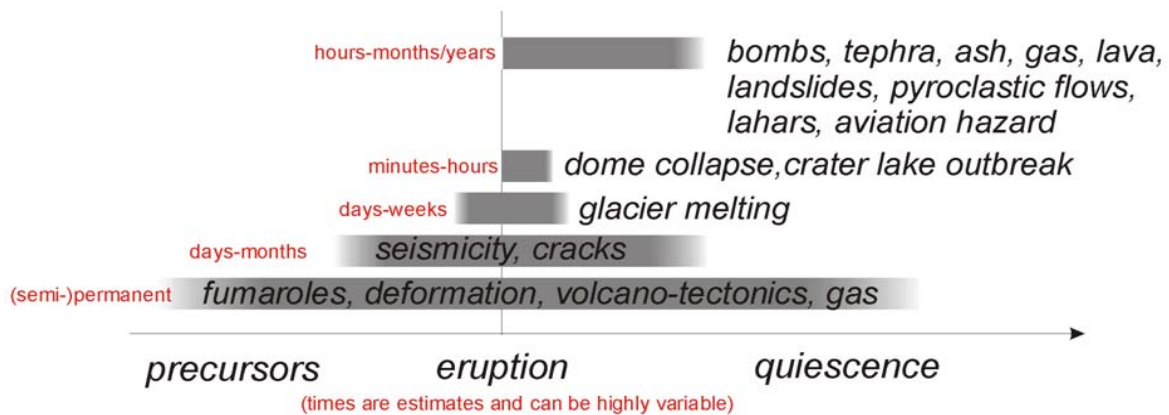 hours-months/years
bombs, tephra, ash, gas, lava,
landslides, pyroclastic flows,
lahars, aviation hazard
minutes-hours
dome collapse,crater lake outbreak
days-weeks
glacier melting
days-months
seismicity, cracks
(semi-)permanent
fumaroles, deformation, volcano-tectonics, gas
precursors eruption quiescence
(times are estimates and can be highly variable)